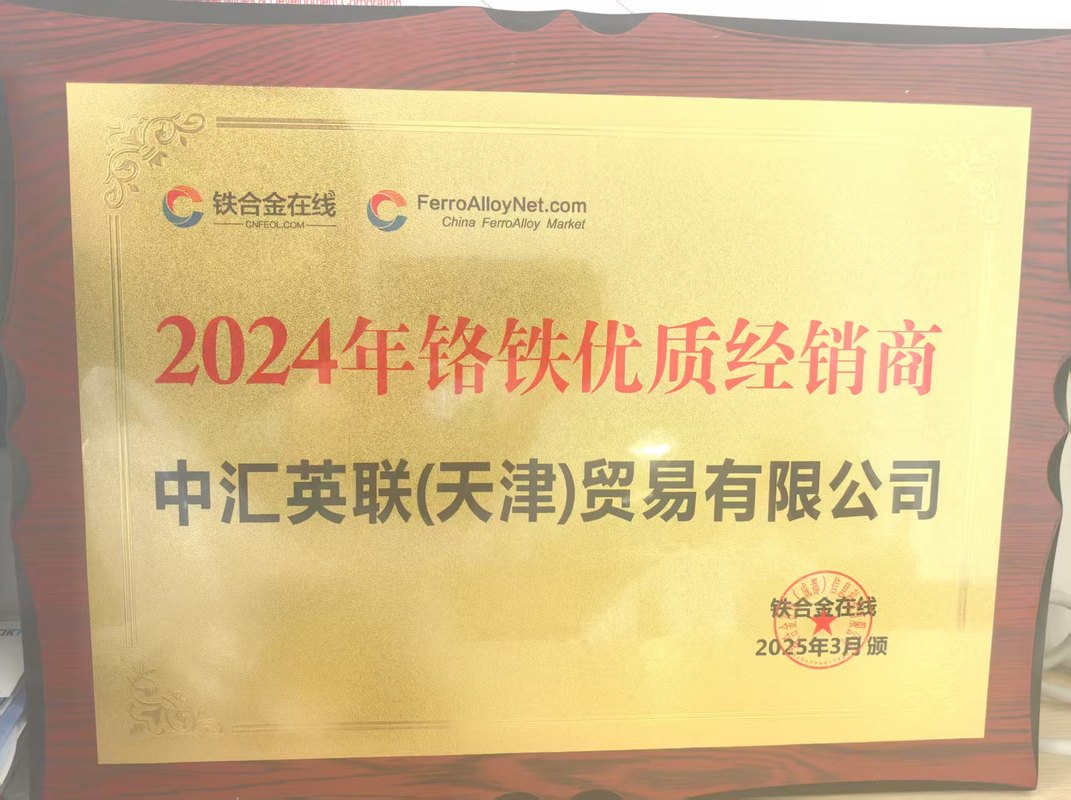 Development Corporation
铁合金在线
CNFEOL.COM
FerroAlloyNet.com
China FerroAlloy Market
2024年铬铁优质经销商
中汇英联(天津)贸易有限公司
铁合金在线
2025年3月颁